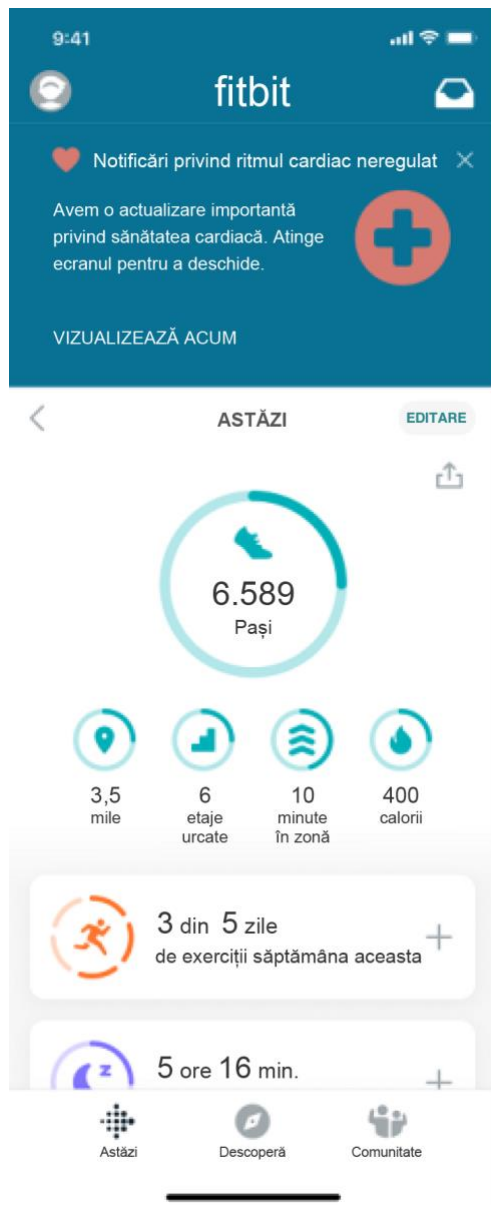 9:41
fitbit
Notificări privind ritmul cardiac neregulat
Avem o actualizare importantă
privind sănătatea cardiacă. Atinge
ecranul pentru a deschide.
VIZUALIZEAZĂ ACUM
ASTĂZI
EDITARE
6.589
Pași
3,5
mile
6
etaje
urcate
10
minute
în zonă
400
calorii
3 din 5 zile
de exerciții săptămâna aceasta
z
5 ore 16 min.
Astăzi
Descoperă
Comunitate